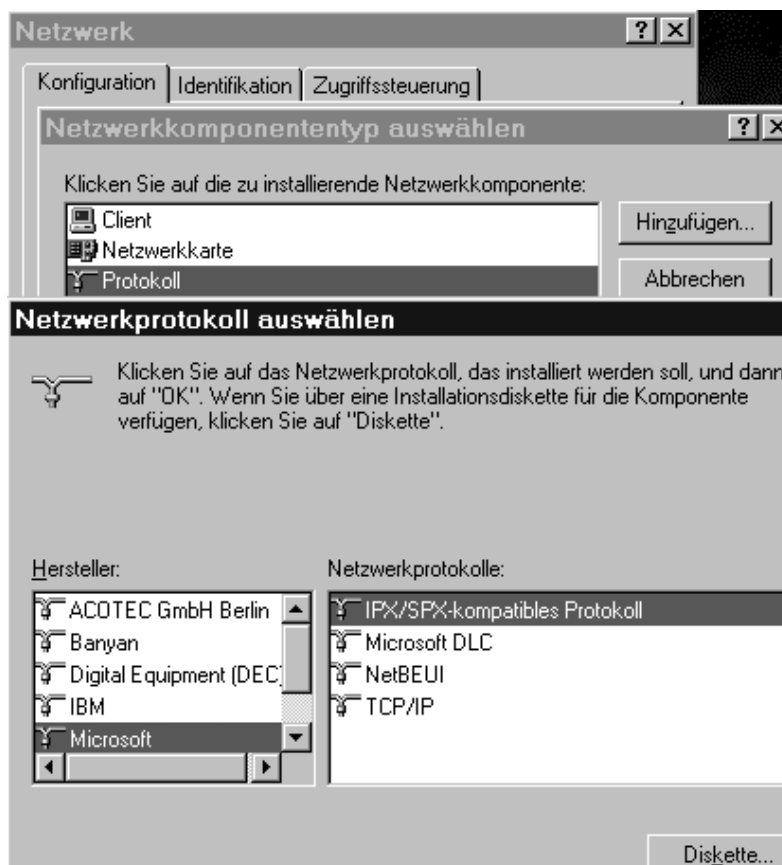 Netzwerk
Konfiguration Identifikation Zugriffssteuerung
Netzwerkkomponententyp auswählen
Klicken Sie auf die zu installierende Netzwerkkomponente:
Client
Hinzufügen...
Netzwerkkarte
Protokoll
Abbrechen
Netzwerkprotokoll auswählen
Klicken Sie auf das Netzwerkprotokoll, das installiert werden soll, und dann
auf "OK". Wenn Sie über eine Installationsdiskette für die Komponente
verfügen, klicken Sie auf "Diskette".
Hersteller:
ACOTEC GmbH Berlin
Banyan
Digital Equipment (DEC)
IBM
Microsoft
Netzwerkprotokolle:
IPX/SPX-kompatibles Protokoll
Microsoft DLC
NetBEUI
TCP/IP
Diskette...